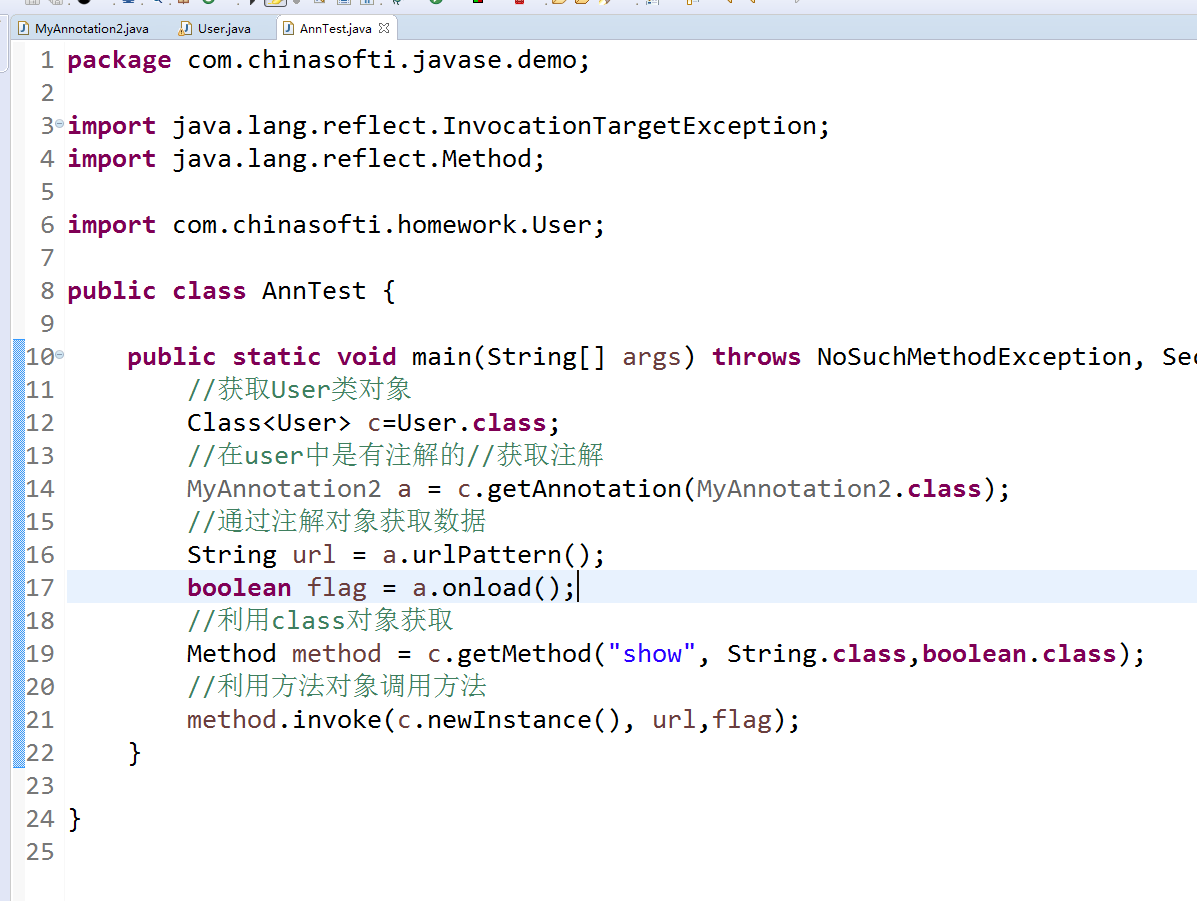 MyAnnotation2.java User.java AnnTest.java
1 package com.chinasofti.javase.demo;
2
3 import java.lang.reflect.InvocationTargetException;
4 import java.lang.reflect.Method;
5
6 import com.chinasofti.homework.User;
7
8 public class AnnTest {
9
10 public static void main(String[] args) throws NoSuchMethodException, Sec
11 //获取User类对象
12 Class<User> c=User.class;
13 //在user中是有注解的//获取注解
14 MyAnnotation2 a = c.getAnnotation(MyAnnotation2.class);
15 //通过注解对象获取数据
16 String url = a.urlPattern();
17 boolean flag = a.onload();
18 //利用class对象获取
19 Method method = c.getMethod("show", String.class,boolean.class);
20 //利用方法对象调用方法
21 method.invoke(c.newInstance(), url,flag);
22 }
23
24 }
25